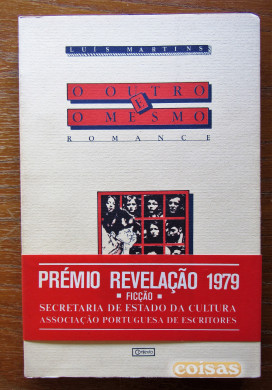 LUÍS MARTINS
O OUTRO
E
O MESMO
ROMANCE
PRÉMIO REVELAÇÃO 1979
▪ FICÇÃO ▪
SECRETARIA DE ESTADO DA CULTURA
ASSOCIAÇÃO PORTUGUESA DE ESCRITORES
coisas